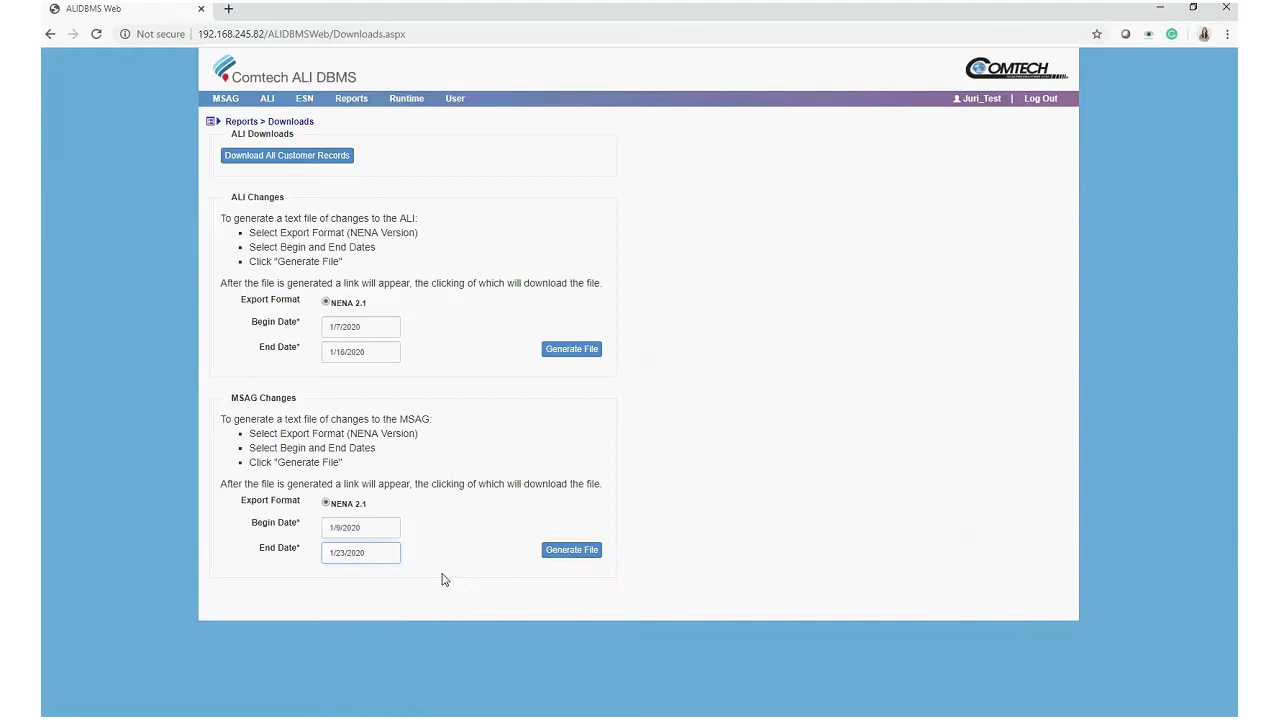 ALIDBMS Web
Not secure 192.168.245.82/ALIDBMSWeb/Downloads.aspx
Comtech ALI DBMS
COMTECH
MSAG ALI ESN Reports Runtime User Juri_Test | Log Out
Reports > Downloads
ALI Downloads
Download All Customer Records
ALI Changes
To generate a text file of changes to the ALI:
Select Export Format (NENA Version)
Select Begin and End Dates
Click "Generate File"
After the file is generated a link will appear, the clicking of which will download the file.
Export Format NENA 2.1
Begin Date* 1/7/2020
End Date* 1/16/2020 Generate File
MSAG Changes
To generate a text file of changes to the MSAG:
Select Export Format (NENA Version)
Select Begin and End Dates
Click "Generate File"
After the file is generated a link will appear, the clicking of which will download the file.
Export Format NENA 2.1
Begin Date* 1/9/2020
End Date* 1/23/2020 Generate File